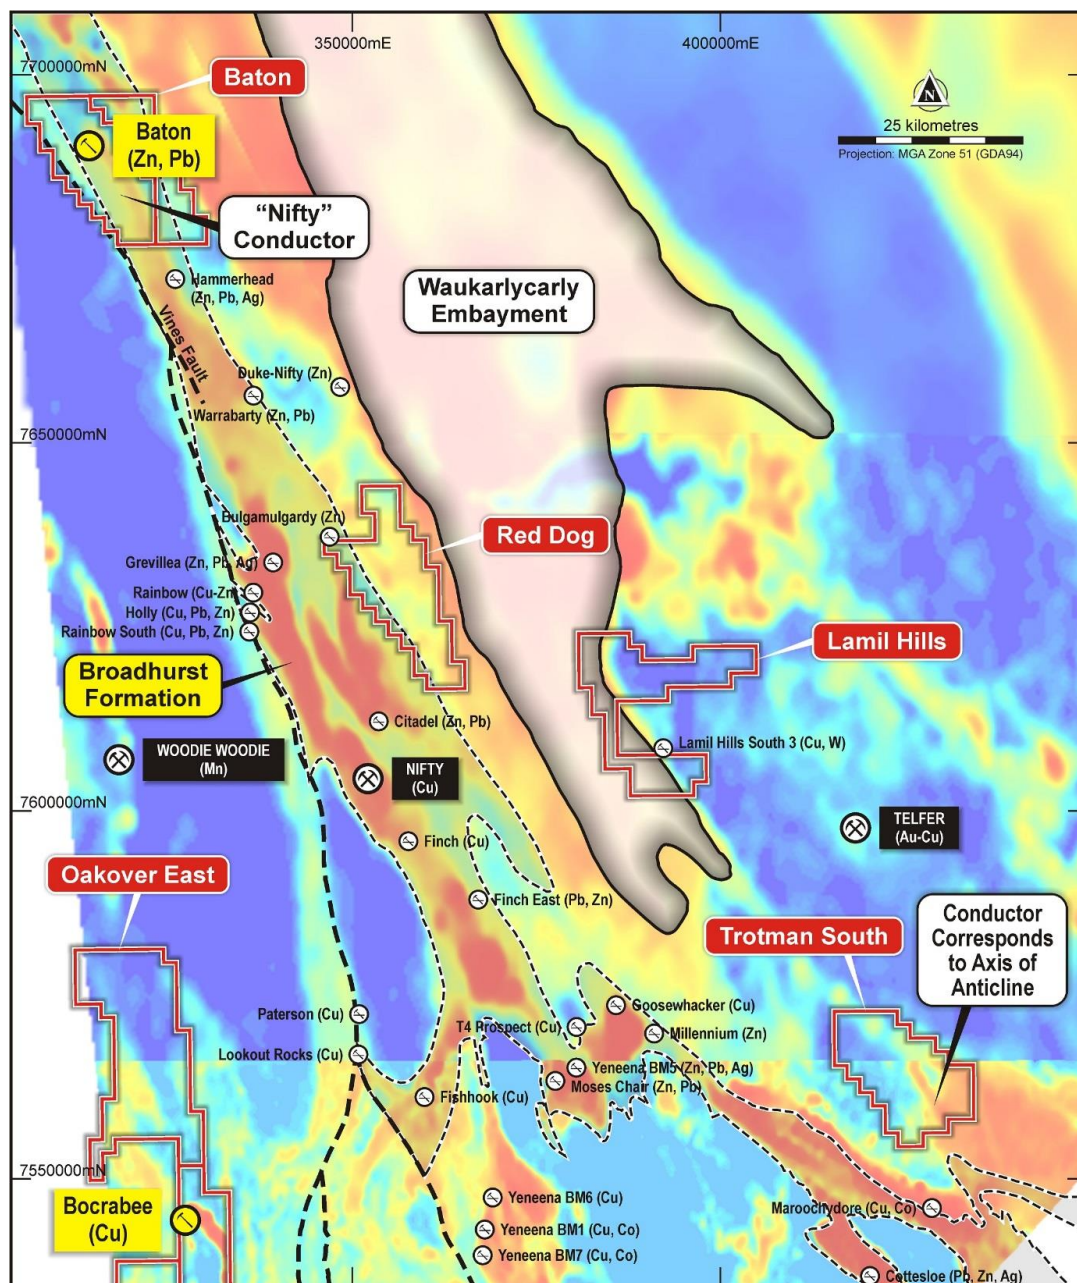 350000mE
400000mE
7700000mN
Baton
N
25 kilometres
Projection: MGA Zone 51 (GDA94)
Baton
(Zn, Pb)
“Nifty”
Conductor
Hammerhead
(Zn, Pb, Ag)
Waukarlycarly
Embayment
Vines Fault
Duke-Nifty (Zn)
Warrabarty (Zn, Pb)
7650000mN
Bulgamulgardy (Zn)
Red Dog
Grevillea (Zn, Pb, Ag)
Rainbow (Cu-Zn)
Holly (Cu, Pb, Zn)
Rainbow South (Cu, Pb, Zn)
Lamil Hills
Broadhurst
Formation
Citadel (Zn, Pb)
Lamil Hills South 3 (Cu, W)
WOODIE WOODIE
(Mn)
NIFTY
(Cu)
7600000mN
TELFER
(Au-Cu)
Finch (Cu)
Oakover East
Finch East (Pb, Zn)
Trotman South
Conductor
Corresponds
to Axis of
Anticline
Goosewhacker (Cu)
Paterson (Cu)
T4 Prospect (Cu)
Millennium (Zn)
Lookout Rocks (Cu)
Yeneena BM5 (Zn, Pb, Ag)
Moses Chair (Zn, Pb)
Fishhook (Cu)
7550000mN
Bocrabee
(Cu)
Yeneena BM6 (Cu)
Maroochydore (Cu, Co)
Yeneena BM1 (Cu, Co)
Yeneena BM7 (Cu, Co)
Cottesloe (Pb, Zn, Ag)